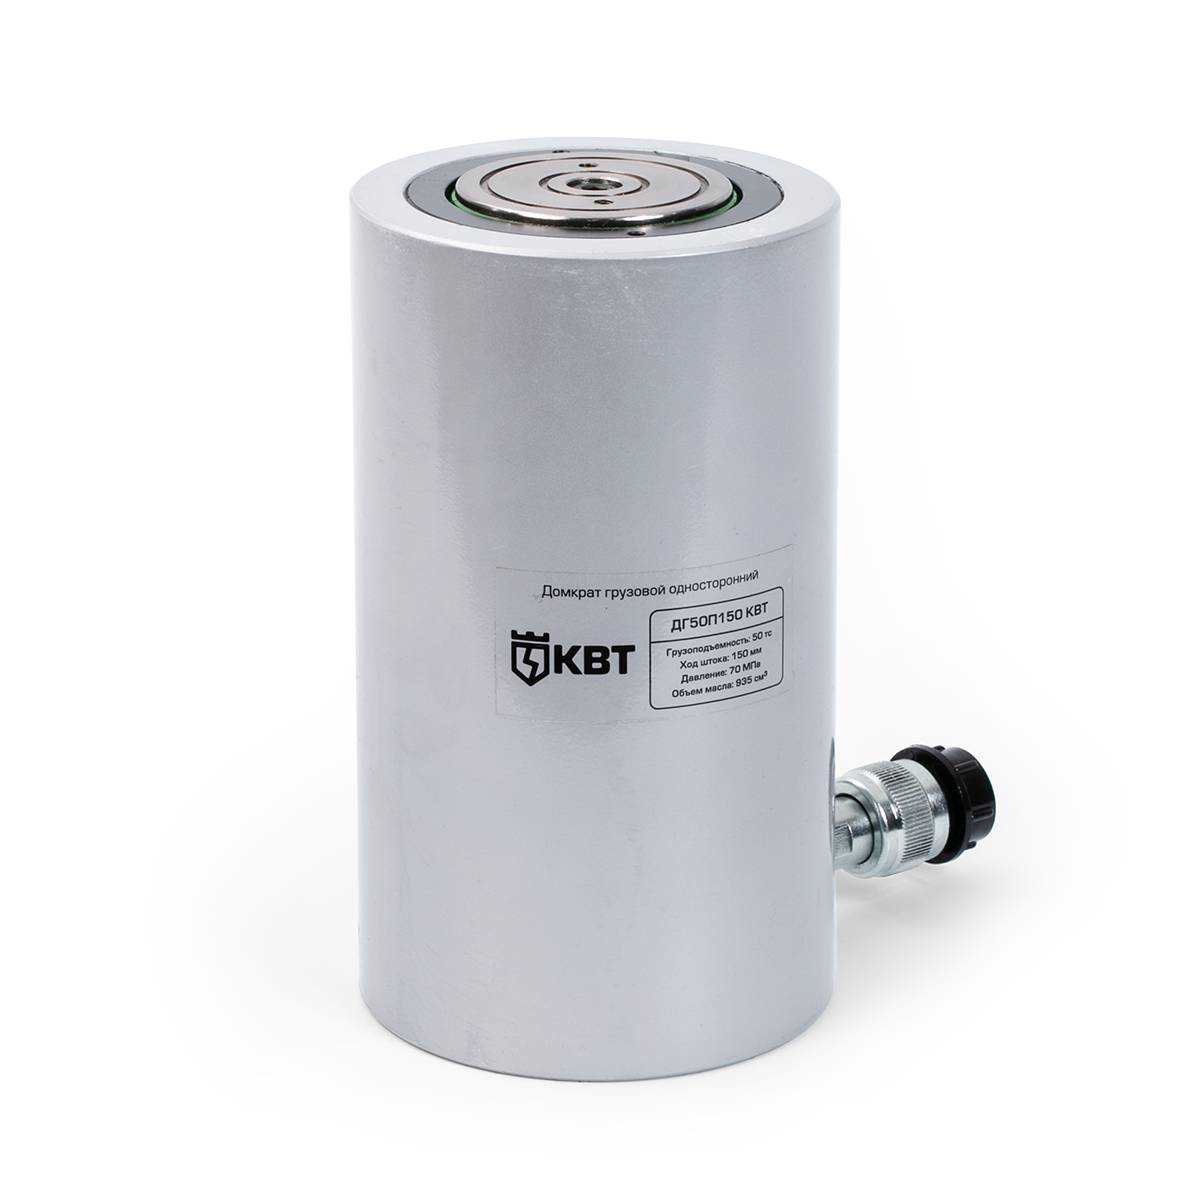 Домкрат грузовой односторонний
КВТ
ДГ50П150 КВТ
Грузоподъемность: 50 тс
Ход штока: 150 мм
Давление: 70 МПа
Объем масла: 935 см³